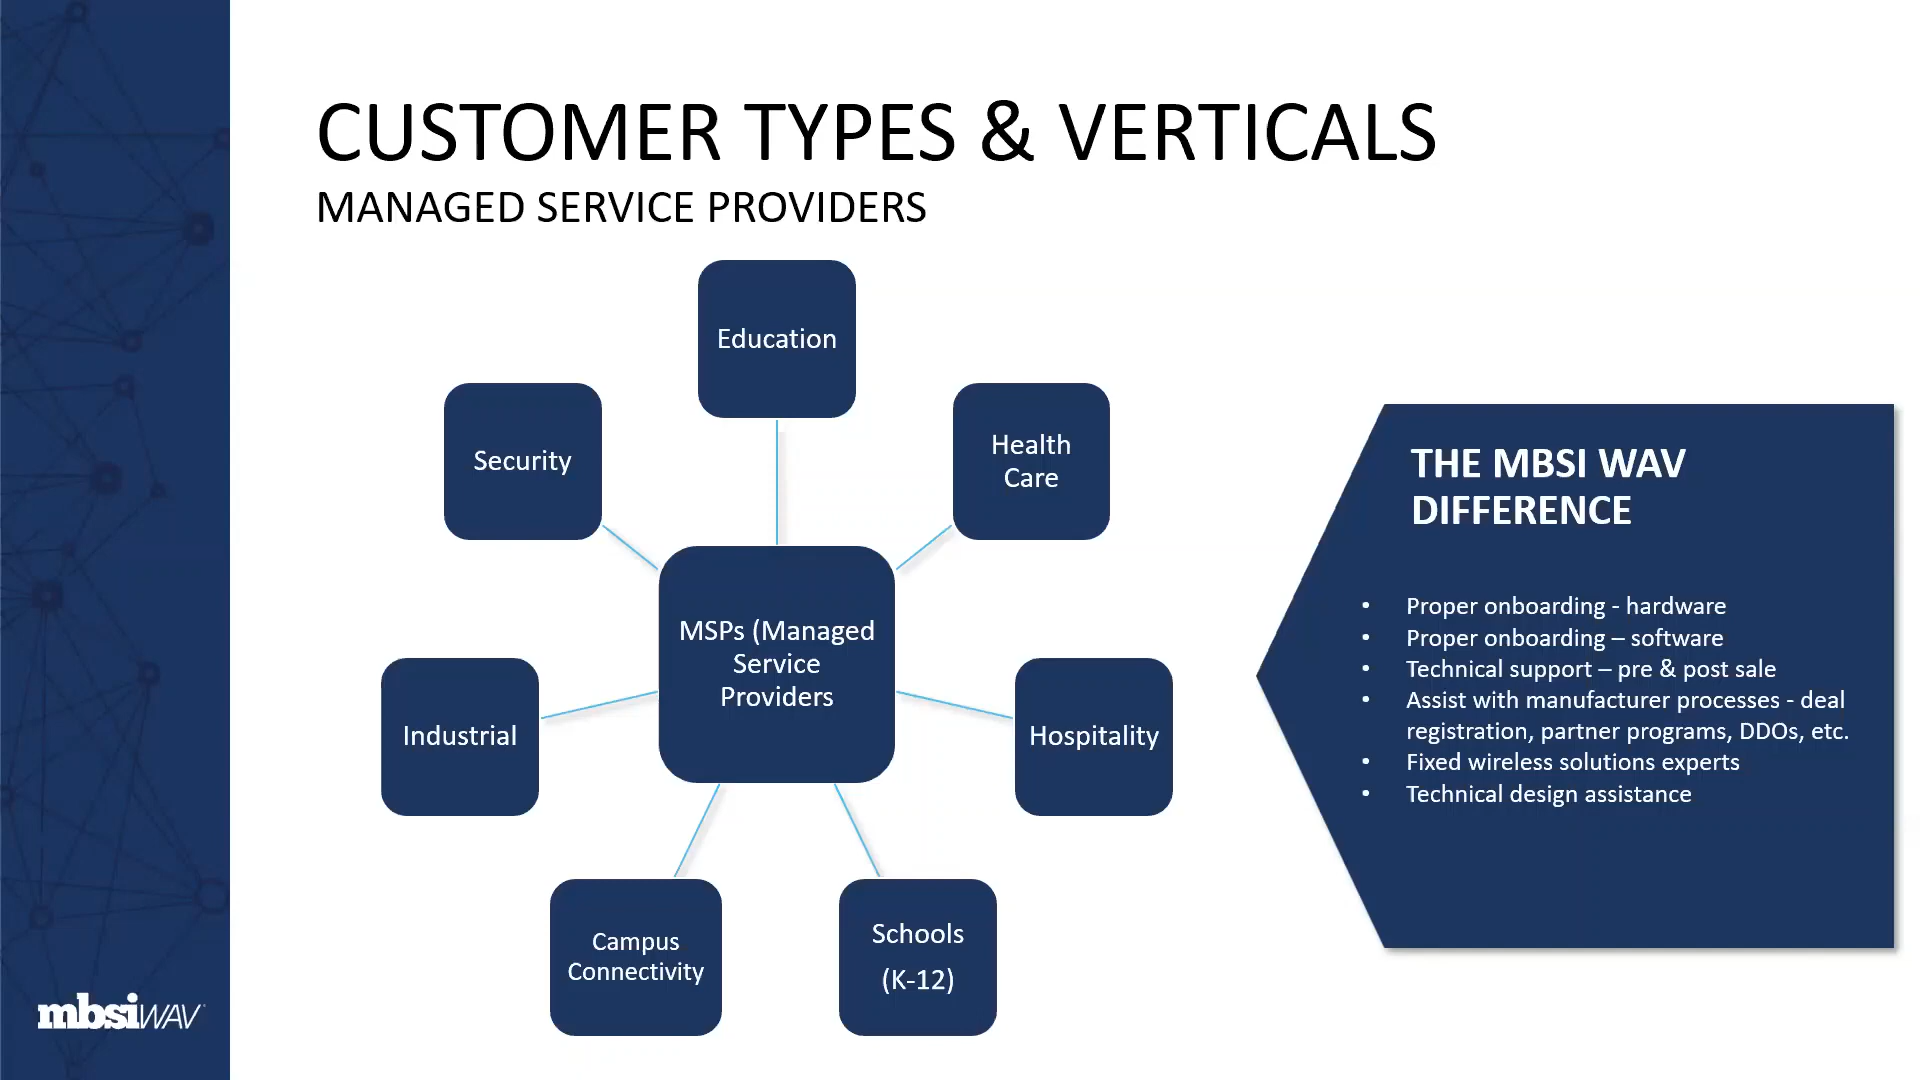 CUSTOMER TYPES & VERTICALS
MANAGED SERVICE PROVIDERS
Education
Security
Health
Care
MSPs (Managed
Service
Providers
Industrial
Hospitality
Campus
Connectivity
Schools
(K-12)
THE MBSI WAV
DIFFERENCE
• Proper onboarding - hardware
• Proper onboarding – software
• Technical support – pre & post sale
• Assist with manufacturer processes - deal
registration, partner programs, DDOs, etc.
• Fixed wireless solutions experts
• Technical design assistance
mbsiWAV